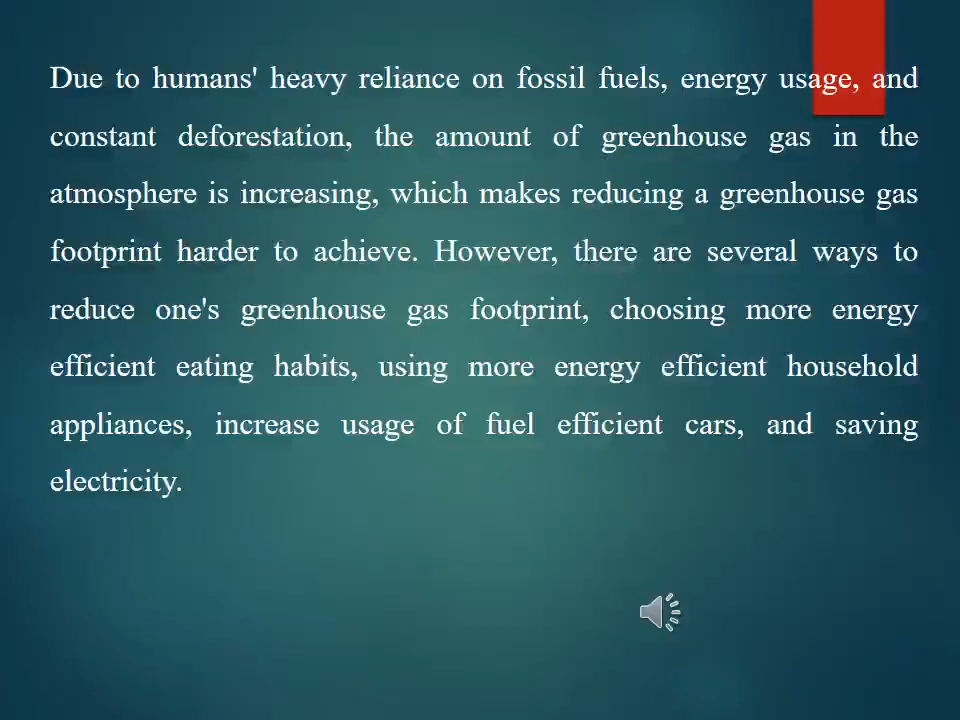 Due to humans' heavy reliance on fossil fuels, energy usage, and
constant deforestation, the amount of greenhouse gas in the
atmosphere is increasing, which makes reducing a greenhouse gas
footprint harder to achieve. However, there are several ways to
reduce one's greenhouse gas footprint, choosing more energy
efficient eating habits, using more energy efficient household
appliances, increase usage of fuel efficient cars, and saving
electricity.